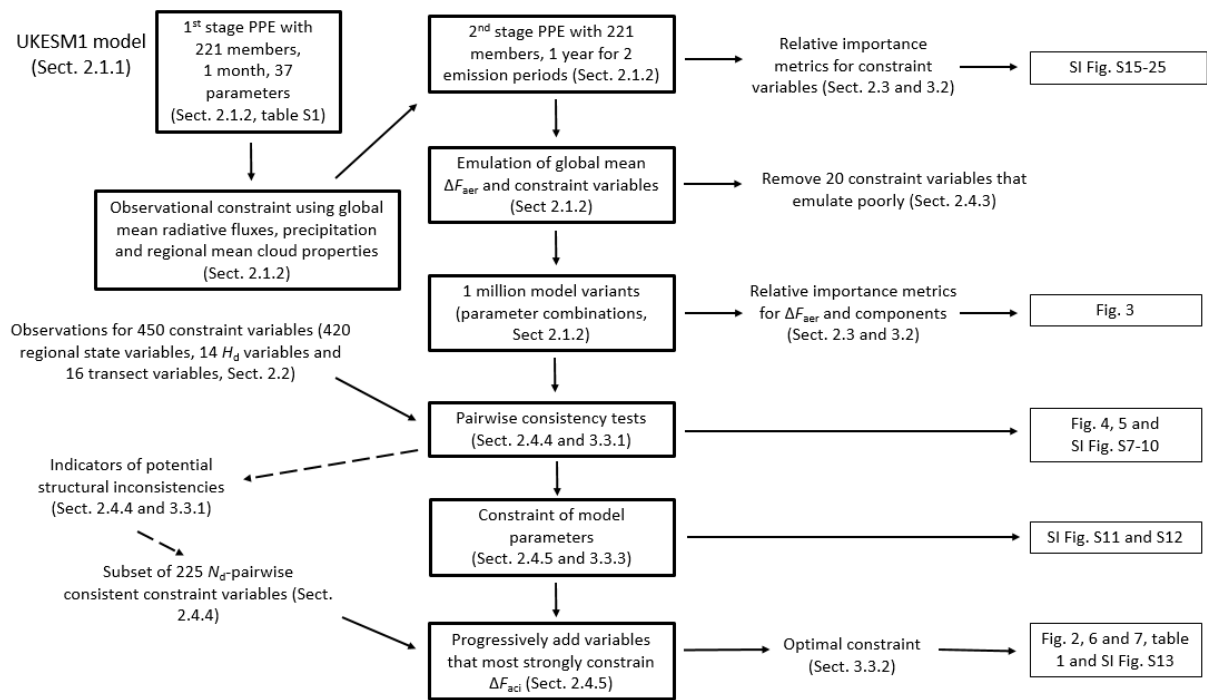 UKESM1 model
(Sect. 2.1.1)
1st stage PPE with
221 members,
1 month, 37
parameters
(Sect. 2.1.2, table S1)
2nd stage PPE with 221
members, 1 year for 2
emission periods (Sect. 2.1.2)
Relative importance
metrics for constraint
variables (Sect. 2.3 and 3.2)
SI Fig. S15-25
Observational constraint using global
mean radiative fluxes, precipitation
and regional mean cloud properties
(Sect. 2.1.2)
Emulation of global mean
ΔFaer and constraint variables
(Sect 2.1.2)
Remove 20 constraint variables that
emulate poorly (Sect. 2.4.3)
1 million model variants
(parameter combinations,
Sect 2.1.2)
Relative importance metrics
for ΔFaer and components
(Sect. 2.3 and 3.2)
Fig. 3
Observations for 450 constraint variables (420
regional state variables, 14 Hd variables and
16 transect variables, Sect. 2.2)
Pairwise consistency tests
(Sect. 2.4.4 and 3.3.1)
Fig. 4, 5 and
SI Fig. S7-10
Indicators of potential
structural inconsistencies
(Sect. 2.4.4 and 3.3.1)
Constraint of model
parameters
(Sect. 2.4.5 and 3.3.3)
SI Fig. S11 and S12
Subset of 225 Nd-pairwise
consistent constraint variables (Sect.
2.4.4)
Progressively add variables
that most strongly constrain
ΔFaci (Sect. 2.4.5)
Optimal constraint
(Sect. 3.3.2)
Fig. 2, 6 and 7, table
1 and SI Fig. S13